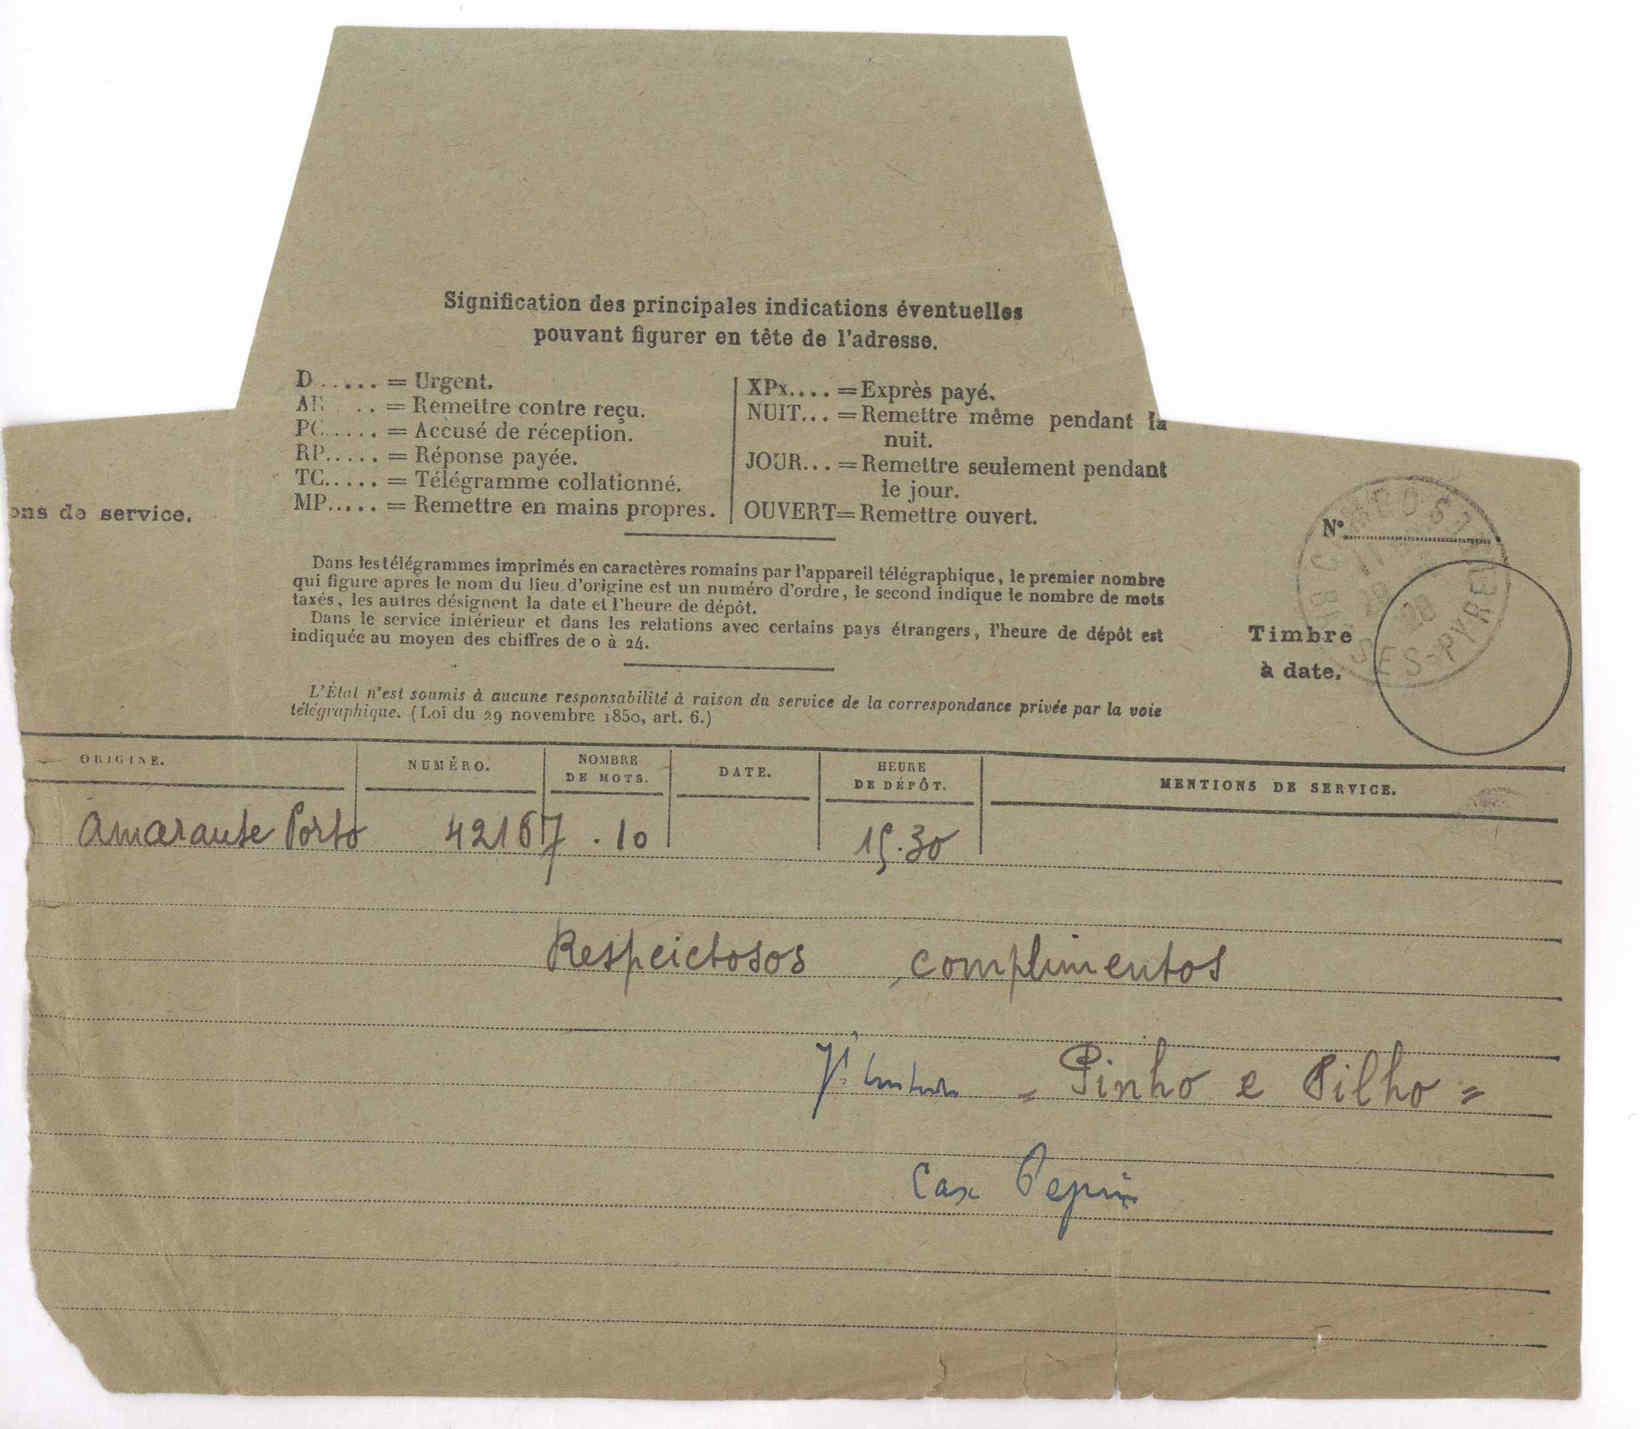 Signification des principales indications éventuelles
pouvant figurer en tête de l'adresse.
D..... = Urgent.
AR .. = Remettre contre reçu.
PC..... = Accusé de réception.
RP..... = Réponse payée.
TC..... = Télégramme collationné.
MP..... = Remettre en mains propres.
XPx.... = Exprès payé.
NUIT... = Remettre même pendant la
nuit.
JOUR... = Remettre seulement pendant
le jour.
OUVERT = Remettre ouvert.
ons de service.
N°
Dans les télégrammes imprimés en caractères romains par l'appareil télégraphique, le premier nombre
qui figure après le nom du lieu d'origine est un numéro d'ordre, le second indique le nombre de mots
taxés, les autres désignent la date et l'heure de dépôt.
Dans le service intérieur et dans les relations avec certains pays étrangers, l'heure de dépôt est
indiquée au moyen des chiffres de 0 à 24.
Timbre
à date.
L'État n'est soumis à aucune responsabilité à raison du service de la correspondance privée par la voie
télégraphique. (Loi du 29 novembre 1850, art. 6.)
ORIGINE. NUMÉRO. NOMBRE DE MOTS. DATE. HEURE DE DÉPÔT. MENTIONS DE SERVICE.
Amarante Porto 42167 . 10 15.30
Respeictosos complimentos
= Pinho e Filho =
Cax Pepin